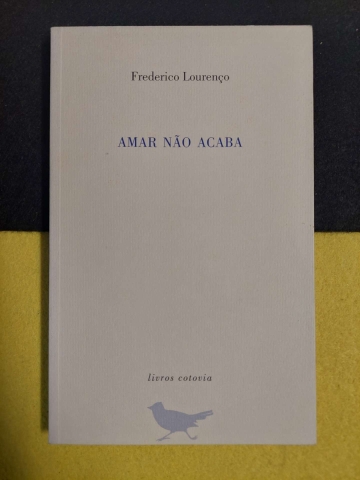 Frederico Lourenço
AMAR NÃO ACABA
livros cotovia